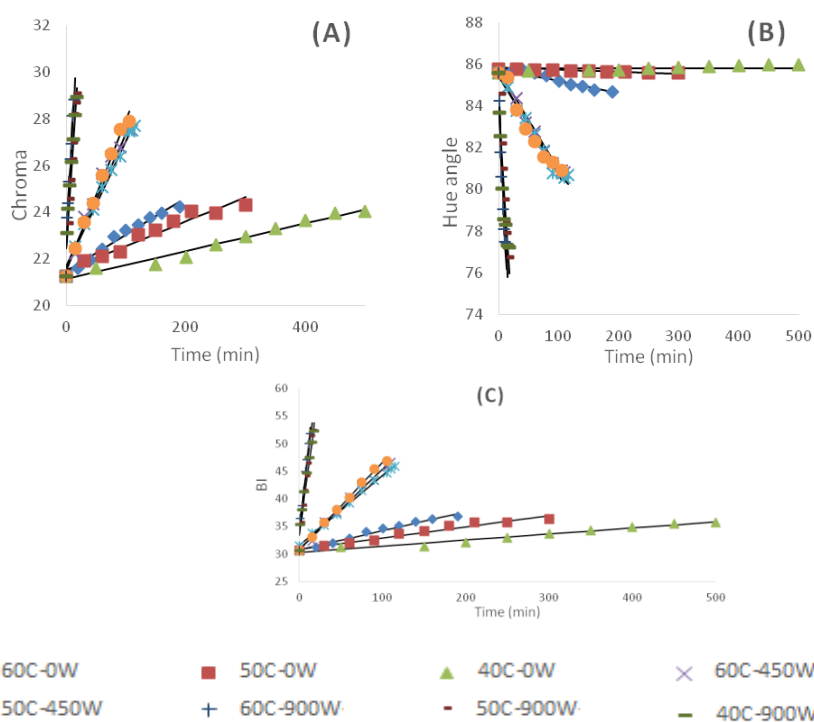 (A)
32
30
28
26
24
22
20
Chroma
0
200
400
Time (min)
(B)
88
86
84
82
80
78
76
74
Hue angle
0
100
200
300
400
500
Time (min)
(C)
60
55
50
45
40
35
30
25
BI
0
100
200
300
400
500
Time (min)
60C-0W
50C-0W
40C-0W
60C-450W
50C-450W
60C-900W
50C-900W
40C-900W